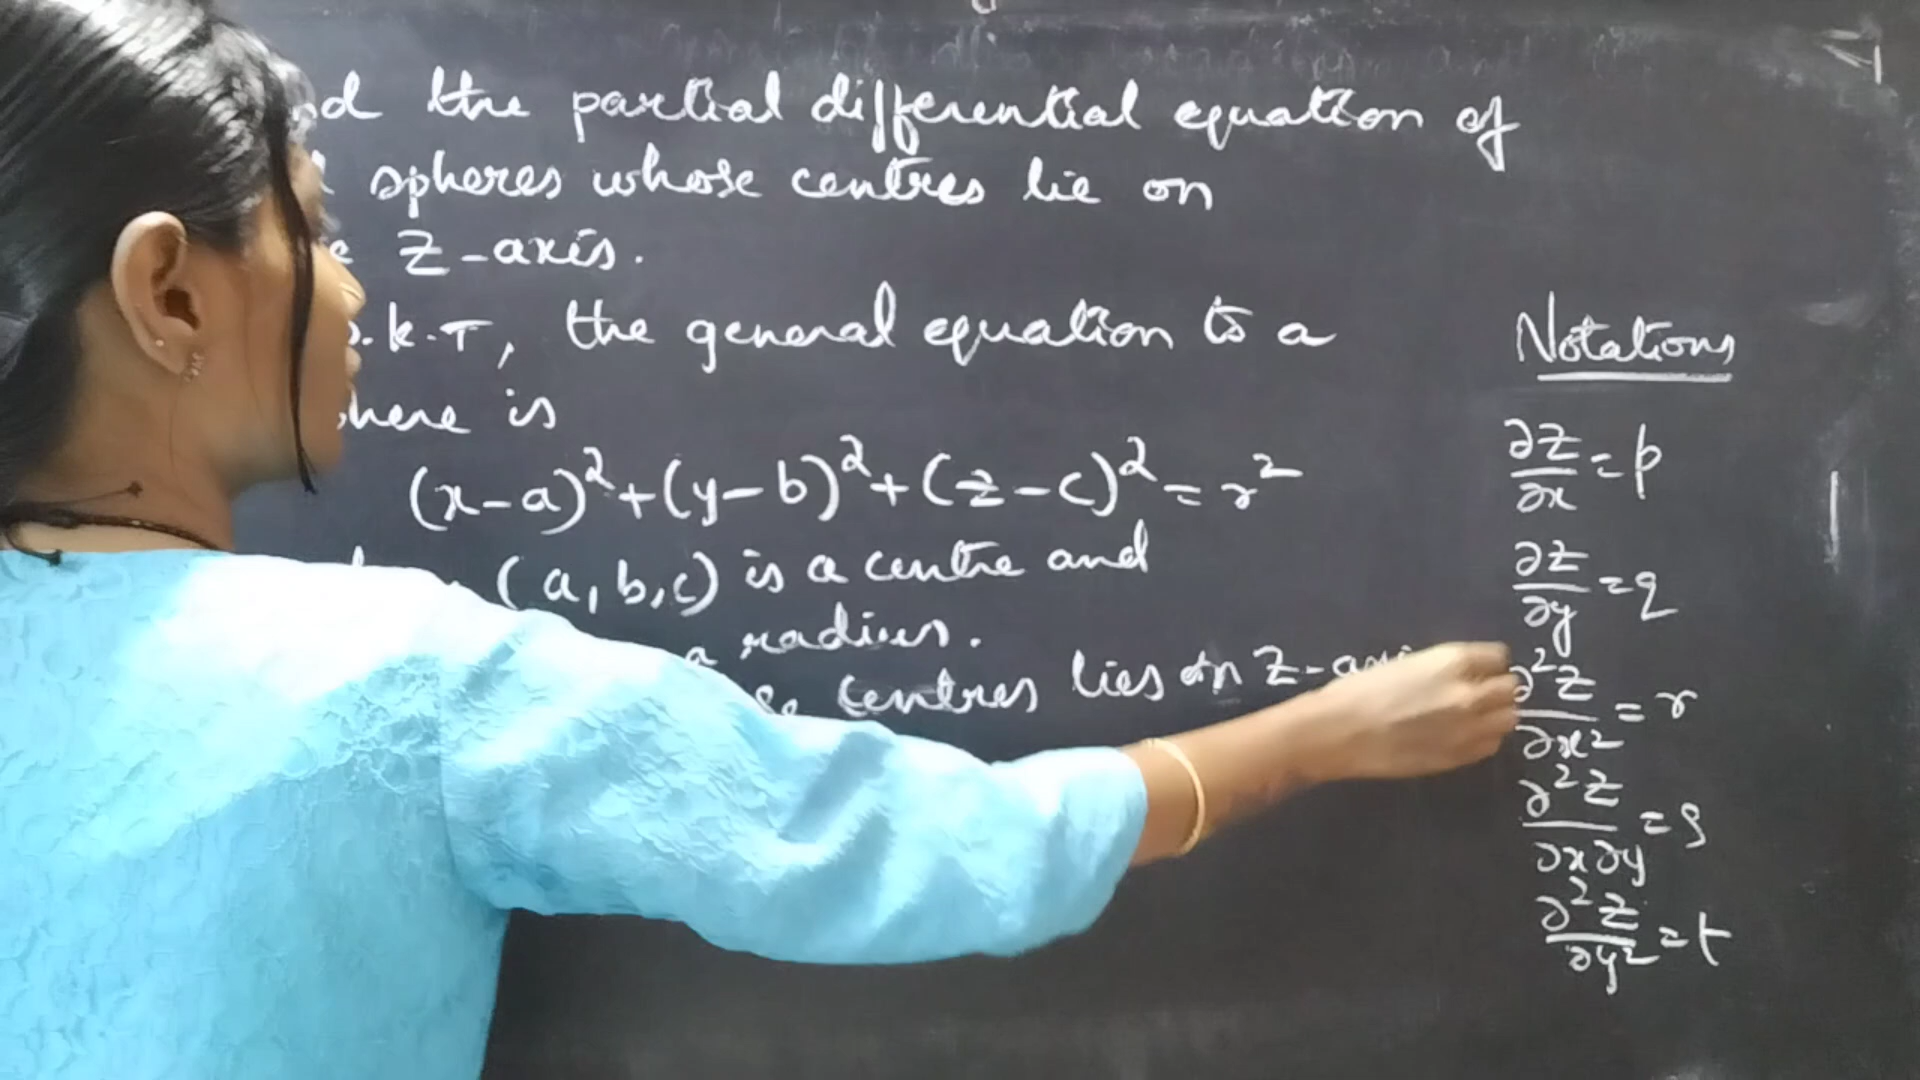 the partial differential equation of
spheres whose centres lie on
Z-axis.
.k.T, the general equation to a
here is
(x-a)²+(y-b)²+(z-c)²=r²
(a,b,c) is a centre and
a radius.
centres lies on Z-axis
Notations
∂z/∂x = p
∂z/∂y = q
∂²z/∂x² = r
∂²z/∂x∂y = s
∂²z/∂y² = t